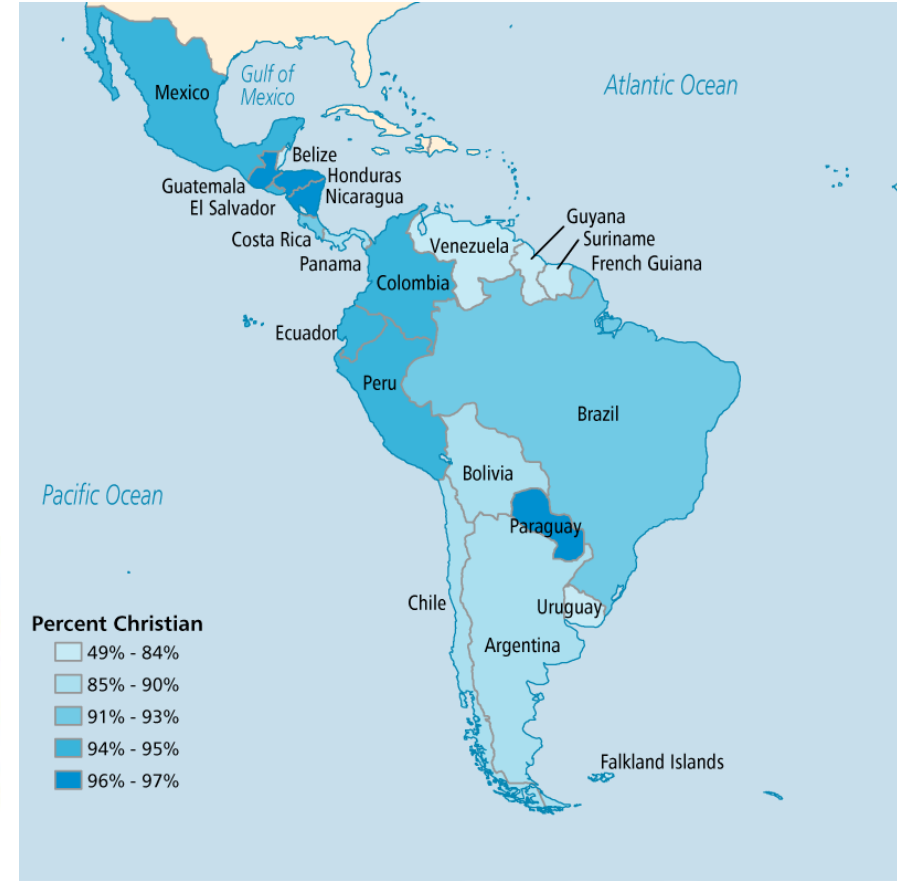 Gulf of
Mexico
Atlantic Ocean
Mexico
Belize
Honduras
Guatemala
Nicaragua
El Salvador
Costa Rica
Panama
Guyana
Suriname
Venezuela
French Guiana
Colombia
Ecuador
Peru
Brazil
Bolivia
Pacific Ocean
Paraguay
Chile
Uruguay
Argentina
Percent Christian
49% - 84%
85% - 90%
91% - 93%
94% - 95%
96% - 97%
Falkland Islands